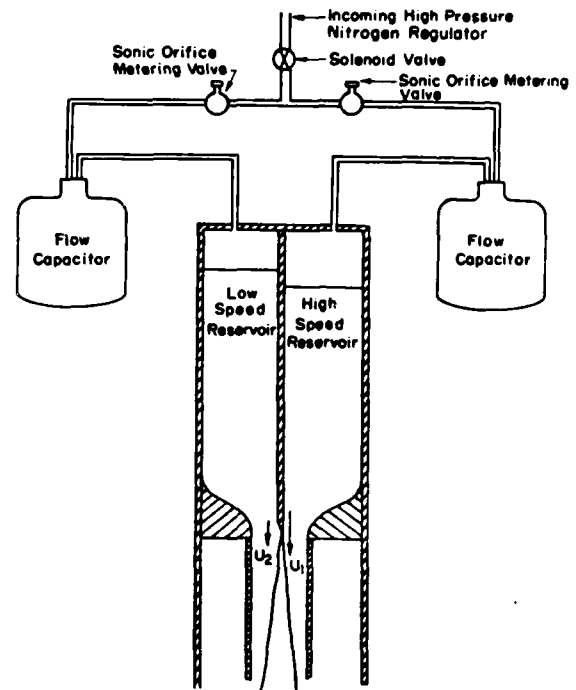 Incoming High Pressure
Nitrogen Regulator
Sonic Orifice
Metering Valve
Solenoid Valve
Sonic Orifice Metering
Valve
Flow
Capacitor
Flow
Capacitor
Low
Speed
Reservoir
High
Speed
Reservoir
U2
U1